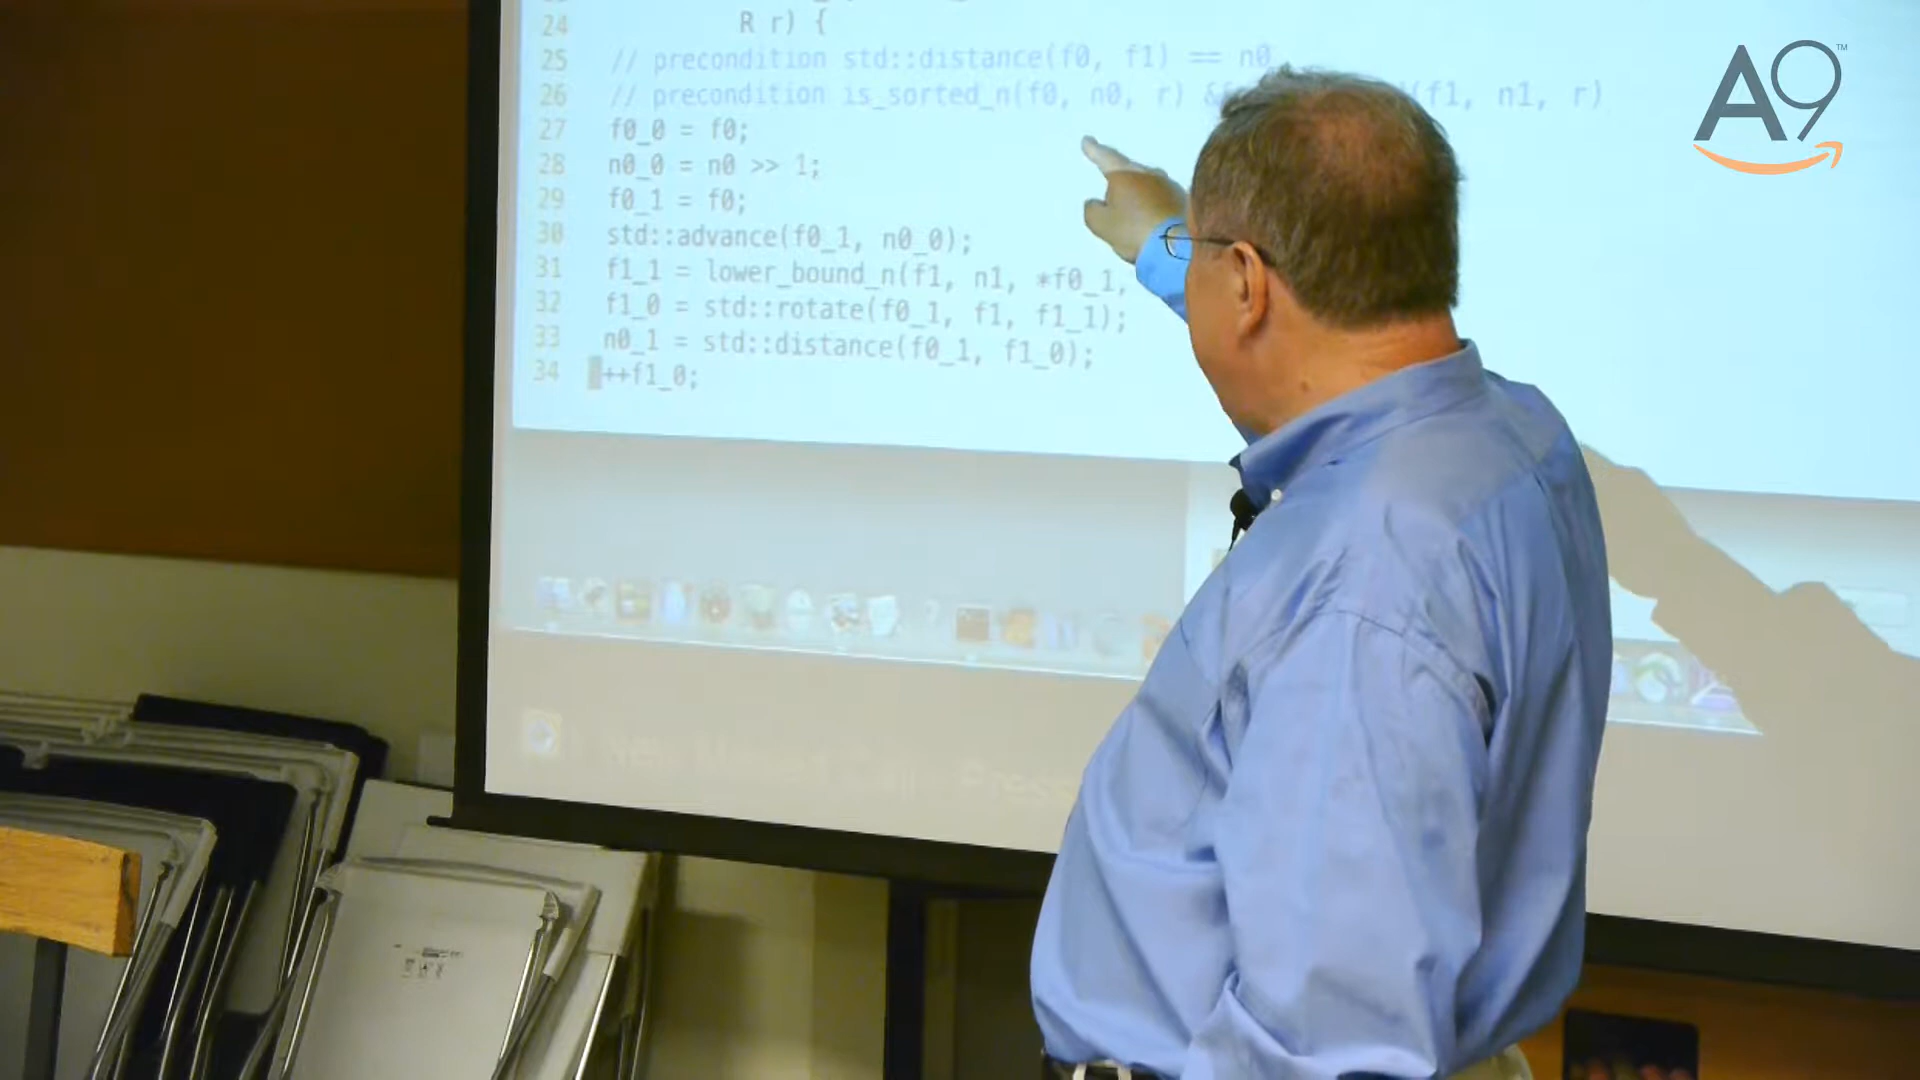 24 R r) {
25 // precondition std::distance(f0, f1) == n0
26 // precondition is_sorted_n(f0, n0, r) (f1, n1, r)
27 f0_0 = f0;
28 n0_0 = n0 >> 1;
29 f0_1 = f0;
30 std::advance(f0_1, n0_0);
31 f1_1 = lower_bound_n(f1, n1, *f0_1,
32 f1_0 = std::rotate(f0_1, f1, f1_1);
33 n0_1 = std::distance(f0_1, f1_0);
34 ++f1_0;
A9™